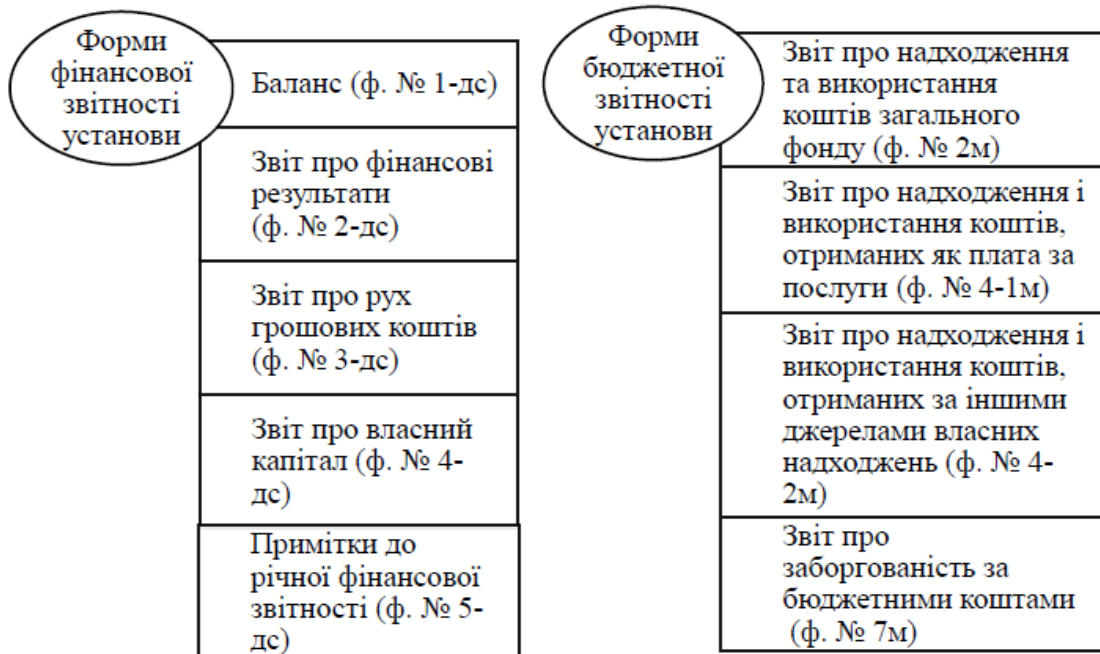 Форми
фінансової
звітності
установи
Баланс (ф. № 1-дс)
Звіт про фінансові
результати
(ф. № 2-дс)
Звіт про рух
грошових коштів
(ф. № 3-дс)
Звіт про власний
капітал (ф. № 4-
дс)
Примітки до
річної фінансової
звітності (ф. № 5-
дс)
Форми
бюджетної
звітності
установи
Звіт про надходження
та використання
коштів загального
фонду (ф. № 2м)
Звіт про надходження і
використання коштів,
отриманих як плата за
послуги (ф. № 4-1м)
Звіт про надходження і
використання коштів,
отриманих за іншими
джерелами власних
надходжень (ф. № 4-
2м)
Звіт про
заборгованість за
бюджетними коштами
(ф. № 7м)